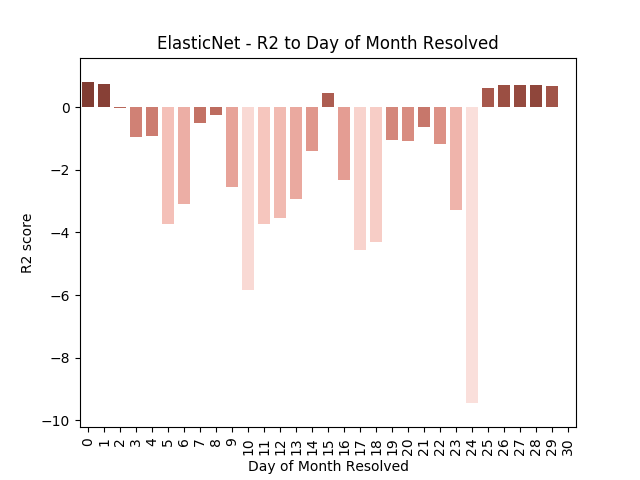 ElasticNet - R2 to Day of Month Resolved
R2 score
0
−2
−4
−6
−8
−10
0 1 2 3 4 5 6 7 8 9 10 11 12 13 14 15 16 17 18 19 20 21 22 23 24 25 26 27 28 29 30
Day of Month Resolved